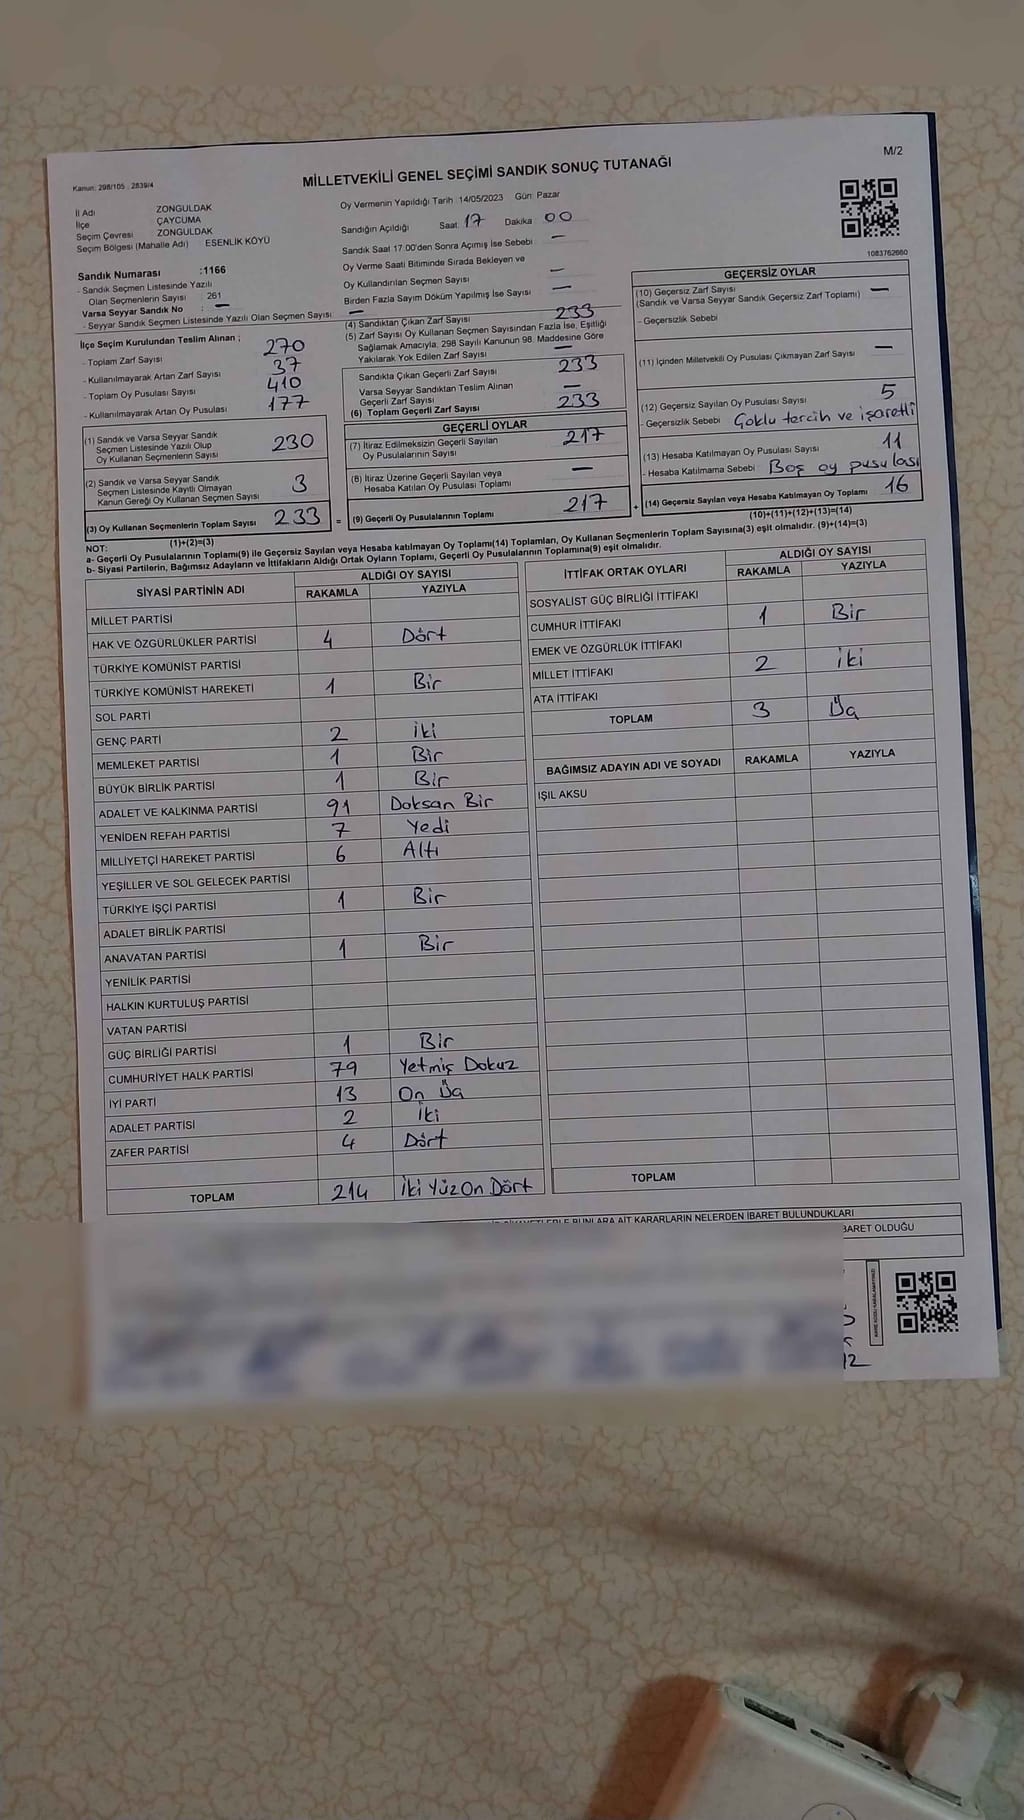 M/2
Kanun: 298/105 , 2839/4
MİLLETVEKİLİ GENEL SEÇİMİ SANDIK SONUÇ TUTANAĞI
İl Adı ZONGULDAK
İlçe ÇAYCUMA
Seçim Çevresi ZONGULDAK
Seçim Bölgesi (Mahalle Adı) ESENLİK KÖYÜ
Oy Vermenin Yapıldığı Tarih 14/05/2023 Gün Pazar
Sandığın Açıldığı Saat 17 Dakika 00
Sandık Saat 17:00'den Sonra Açımış İse Sebebi —
Oy Verme Saati Bitiminde Sırada Bekleyen ve
Oy Kullandırılan Seçmen Sayısı —
Birden Fazla Sayım Döküm Yapılmış İse Sayısı —
1083762660
Sandık Numarası :1166
- Sandık Seçmen Listesinde Yazılı
Olan Seçmenlerin Sayısı : 261
Varsa Seyyar Sandık No : —
- Seyyar Sandık Seçmen Listesinde Yazılı Olan Seçmen Sayısı : —
İlçe Seçim Kurulundan Teslim Alınan ;
- Toplam Zarf Sayısı 270
- Kullanılmayarak Artan Zarf Sayısı 37
- Toplam Oy Pusulası Sayısı 410
- Kullanılmayarak Artan Oy Pusulası 177
(1) Sandık ve Varsa Seyyar Sandık
Seçmen Listesinde Yazılı Olup
Oy Kullanan Seçmenlerin Sayısı 230
(2) Sandık ve Varsa Seyyar Sandık
Seçmen Listesinde Kayıtlı Olmayan
Kanun Gereği Oy Kullanan Seçmen Sayısı 3
(3) Oy Kullanan Seçmenlerin Toplam Sayısı 233 =
(1)+(2)=(3)
(4) Sandıktan Çıkan Zarf Sayısı 233
(5) Zarf Sayısı Oy Kullanan Seçmen Sayısından Fazla İse, Eşitliği
Sağlamak Amacıyla, 298 Sayılı Kanunun 98. Maddesine Göre
Yakılarak Yok Edilen Zarf Sayısı —
Sandıkta Çıkan Geçerli Zarf Sayısı 233
Varsa Seyyar Sandıktan Teslim Alınan
Geçerli Zarf Sayısı —
(6) Toplam Geçerli Zarf Sayısı 233
GEÇERLİ OYLAR
(7) İtiraz Edilmeksizin Geçerli Sayılan
Oy Pusulalarının Sayısı 217
(8) İtiraz Üzerine Geçerli Sayılan veya
Hesaba Katılan Oy Pusulası Toplamı —
(9) Geçerli Oy Pusulalarının Toplamı 217 +
GEÇERSİZ OYLAR
(10) Geçersiz Zarf Sayısı —
(Sandık ve Varsa Seyyar Sandık Geçersiz Zarf Toplamı)
- Geçersizlik Sebebi
(11) İçinden Milletvekili Oy Pusulası Çıkmayan Zarf Sayısı —
(12) Geçersiz Sayılan Oy Pusulası Sayısı 5
- Geçersizlik Sebebi Çoklu tercih ve işaretli
(13) Hesaba Katılmayan Oy Pusulası Sayısı 11
- Hesaba Katılmama Sebebi Boş oy pusulası
(14) Geçersiz Sayılan veya Hesaba Katılmayan Oy Toplamı 16
(10)+(11)+(12)+(13)=(14)
NOT:
a- Geçerli Oy Pusulalarının Toplamı(9) ile Geçersiz Sayılan veya Hesaba katılmayan Oy Toplamı(14) Toplamları, Oy Kullanan Seçmenlerin Toplam Sayısına(3) eşit olmalıdır. (9)+(14)=(3)
b- Siyasi Partilerin, Bağımsız Adayların ve İttifakların Aldığı Ortak Oyların Toplamı, Geçerli Oy Pusulalarının Toplamına(9) eşit olmalıdır.
SİYASİ PARTİNİN ADI ALDIĞI OY SAYISI
RAKAMLA YAZIYLA
MİLLET PARTİSİ
HAK VE ÖZGÜRLÜKLER PARTİSİ 4 Dört
TÜRKİYE KOMÜNİST PARTİSİ
TÜRKİYE KOMÜNİST HAREKETİ 1 Bir
SOL PARTİ
GENÇ PARTİ 2 iki
MEMLEKET PARTİSİ 1 Bir
BÜYÜK BİRLİK PARTİSİ 1 Bir
ADALET VE KALKINMA PARTİSİ 91 Doksan Bir
YENİDEN REFAH PARTİSİ 7 Yedi
MİLLİYETÇİ HAREKET PARTİSİ 6 Altı
YEŞİLLER VE SOL GELECEK PARTİSİ
TÜRKİYE İŞÇİ PARTİSİ 1 Bir
ADALET BİRLİK PARTİSİ
ANAVATAN PARTİSİ 1 Bir
YENİLİK PARTİSİ
HALKIN KURTULUŞ PARTİSİ
VATAN PARTİSİ
GÜÇ BİRLİĞİ PARTİSİ 1 Bir
CUMHURİYET HALK PARTİSİ 79 Yetmiş Dokuz
İYİ PARTİ 13 On Üç
ADALET PARTİSİ 2 iki
ZAFER PARTİSİ 4 Dört
TOPLAM 214 İki Yüz On Dört
İTTİFAK ORTAK OYLARI ALDIĞI OY SAYISI
RAKAMLA YAZIYLA
SOSYALİST GÜÇ BİRLİĞİ İTTİFAKI
CUMHUR İTTİFAKI 1 Bir
EMEK VE ÖZGÜRLÜK İTTİFAKI
MİLLET İTTİFAKI 2 iki
ATA İTTİFAKI
TOPLAM 3 Üç
BAĞIMSIZ ADAYIN ADI VE SOYADI RAKAMLA YAZIYLA
IŞIL AKSU
TOPLAM
BUNLARA AİT KARARLARIN NELERDEN İBARET BULUNDUKLARI
BARET OLDUĞU
12